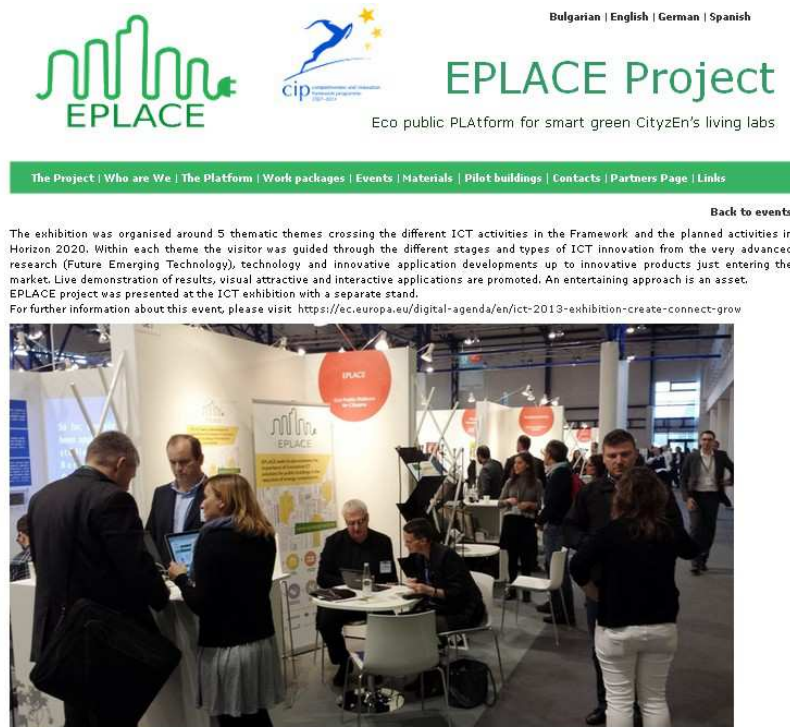 Bulgarian | English | German | Spanish
EPLACE
cip competitiveness and innovation
framework programme
2007-2013
EPLACE Project
Eco public PLAtform for smart green CityzEn's living labs
The Project | Who are We | The Platform | Work packages | Events | Materials | Pilot buildings | Contacts | Partners Page | Links
Back to events
The exhibition was organised around 5 thematic themes crossing the different ICT activities in the Framework and the planned activities in
Horizon 2020. Within each theme the visitor was guided through the different stages and types of ICT innovation from the very advanced
research (Future Emerging Technology), technology and innovative application developments up to innovative products just entering the
market. Live demonstration of results, visual attractive and interactive applications are promoted. An entertaining approach is an asset.
EPLACE project was presented at the ICT exhibition with a separate stand.
For further information about this event, please visit https://ec.europa.eu/digital-agenda/en/ict-2013-exhibition-create-connect-grow
EPLACE
EPLACE